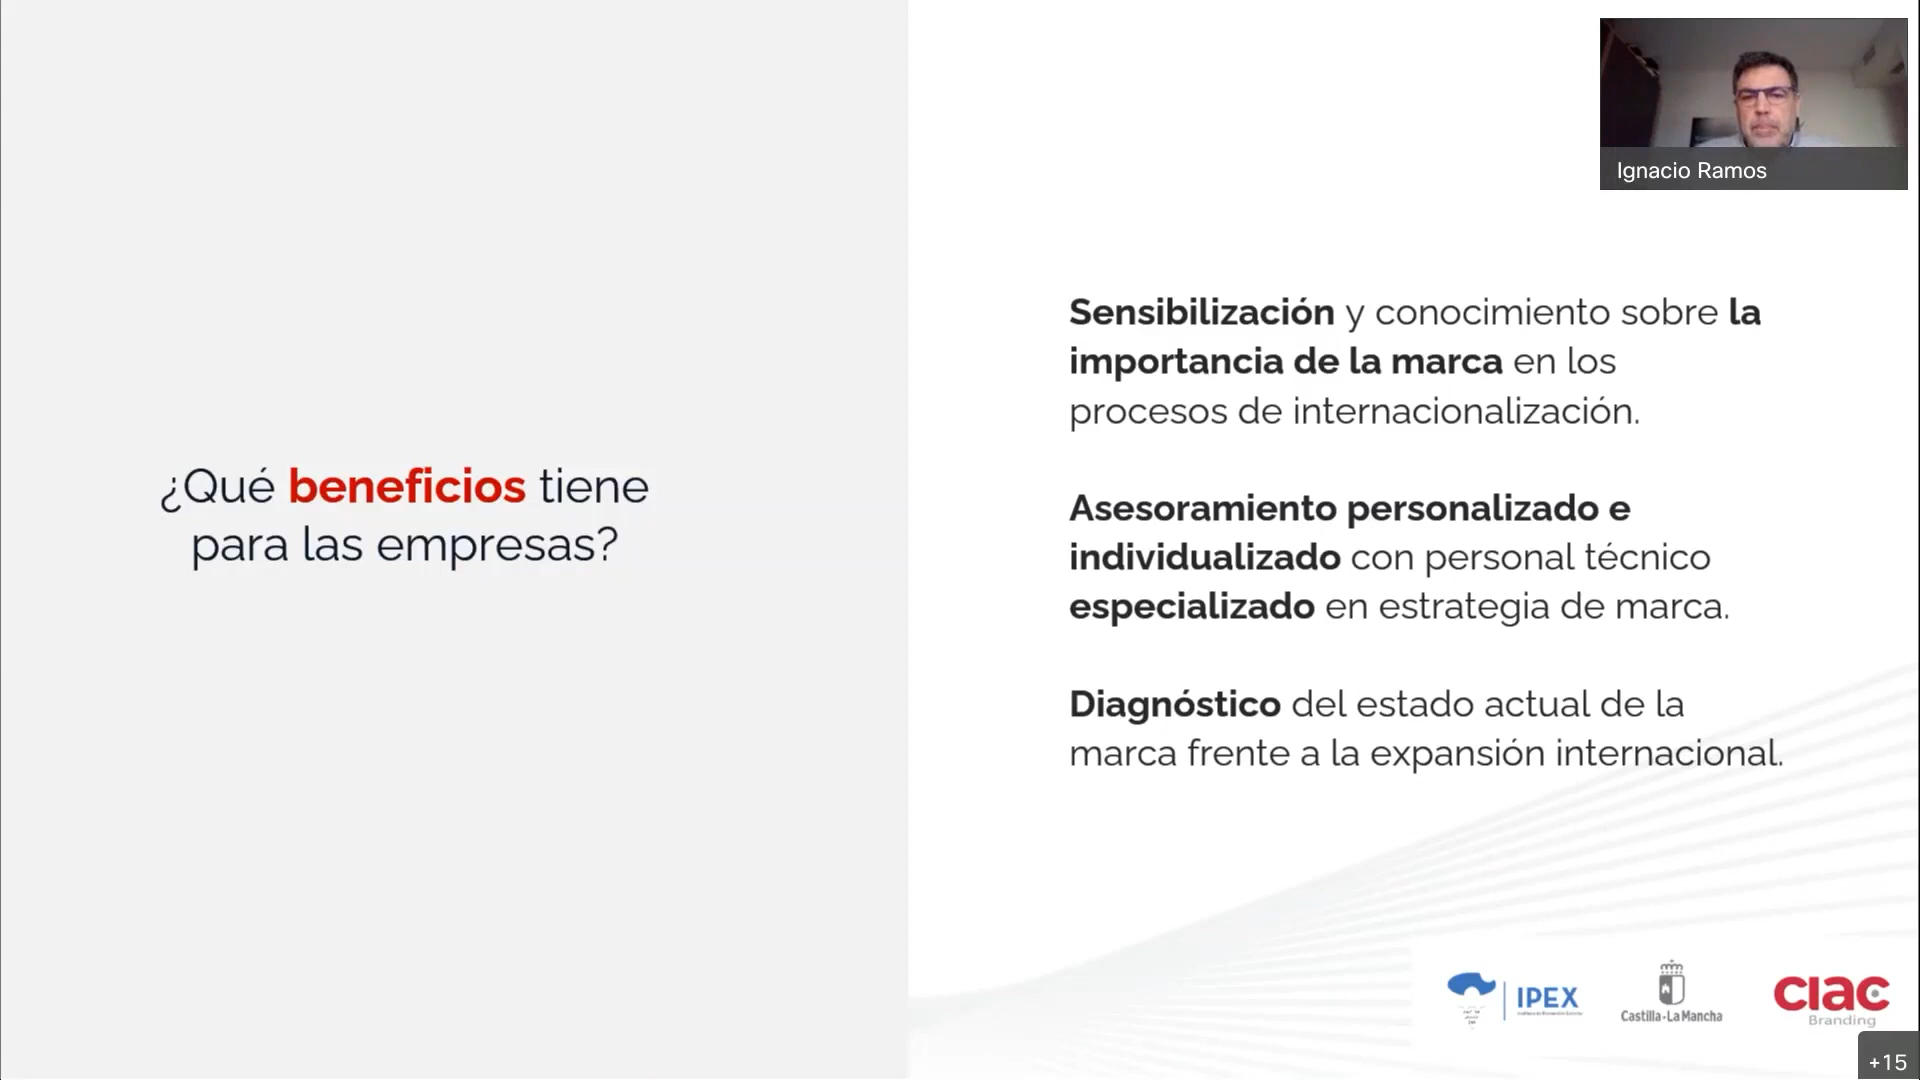 Ignacio Ramos
¿Qué beneficios tiene
para las empresas?
Sensibilización y conocimiento sobre la
importancia de la marca en los
procesos de internacionalización.
Asesoramiento personalizado e
individualizado con personal técnico
especializado en estrategia de marca.
Diagnóstico del estado actual de la
marca frente a la expansión internacional.
IPEX
Castilla-La Mancha
CIAC
Branding
+15